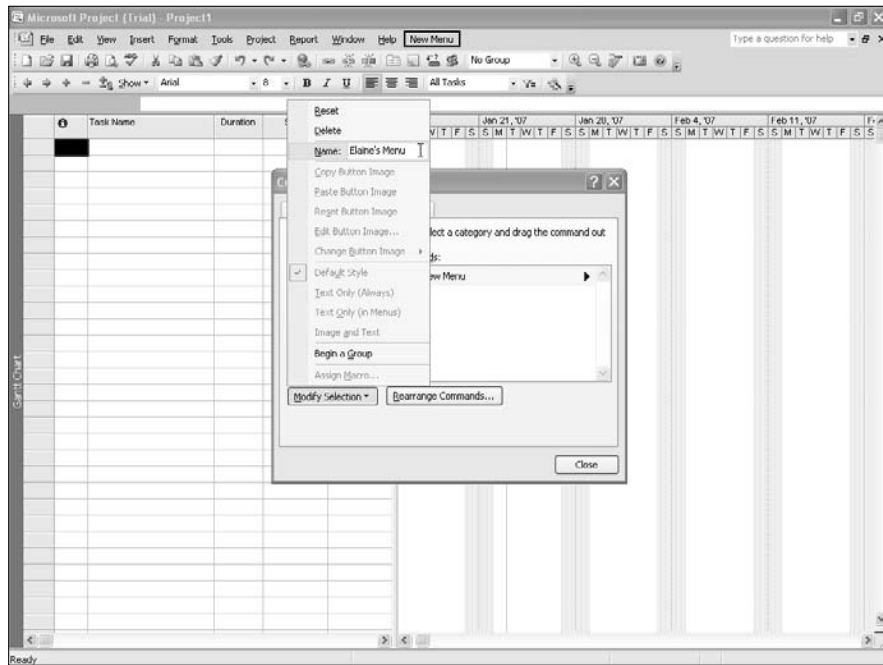 Microsoft Project (Trial) - Project1
File Edit View Insert Format Tools Project Report Window Help New Menu
Type a question for help
No Group
Show Arial 8 B I U All Tasks
Task Name Duration
Jan 21, '07 Jan 28, '07 Feb 4, '07 Feb 11, '07
W T F S S M T W T F S S M T W T F S S M T W T F S S M T W T F S S
Reset
Delete
Name: Elaine's Menu
Copy Button Image
Paste Button Image
Reset Button Image
Edit Button Image...
Change Button Image
Default Style
Text Only (Always)
Text Only (in Menus)
Image and Text
Begin a Group
Assign Macro...
lect a category and drag the command out
ds:
ew Menu
Modify Selection
Rearrange Commands...
Close
Gantt Chart
Ready